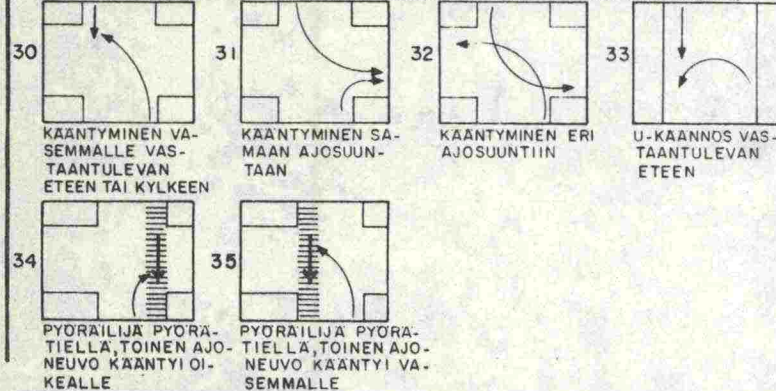 30
KÄÄNTYMINEN VA-
SEMMALLE VAS-
TAANTULEVAN
ETEEN TAI KYLKEEN
31
KÄÄNTYMINEN SA-
MAAN AJOSUUN-
TAAN
32
KÄÄNTYMINEN ERI
AJOSUUNTIIN
33
U-KÄÄNNÖS VAS-
TAANTULEVAN
ETEEN
34
PYÖRÄILIJÄ PYÖRÄ-
TIELLÄ, TOINEN AJO-
NEUVO KÄÄNTYI OI-
KEALLE
35
PYÖRÄILIJÄ PYÖRÄ-
TIELLÄ, TOINEN AJO-
NEUVO KÄÄNTYI VA-
SEMMALLE